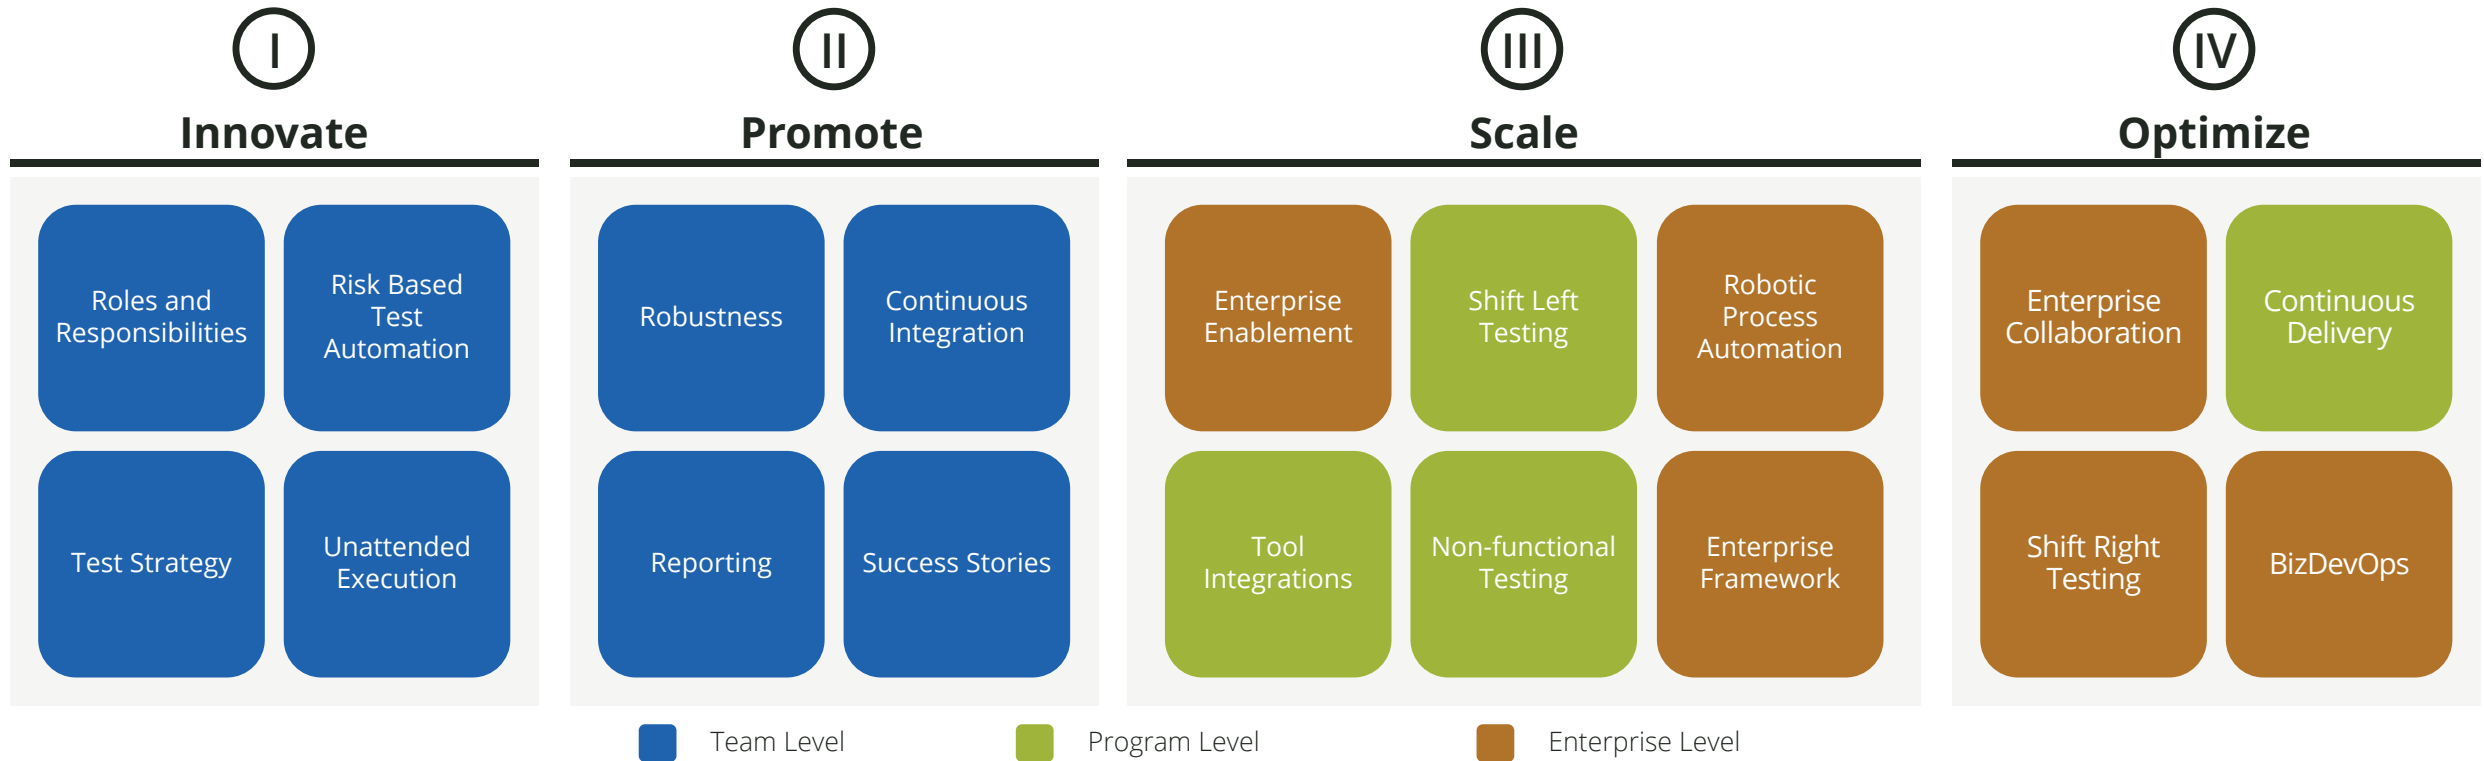 I
Innovate
Roles and
Responsibilities
Risk Based
Test
Automation
Test Strategy
Unattended
Execution
II
Promote
Robustness
Continuous
Integration
Reporting
Success Stories
III
Scale
Enterprise
Enablement
Shift Left
Testing
Robotic
Process
Automation
Tool
Integrations
Non-functional
Testing
Enterprise
Framework
IV
Optimize
Enterprise
Collaboration
Continuous
Delivery
Shift Right
Testing
BizDevOps
Team Level
Program Level
Enterprise Level